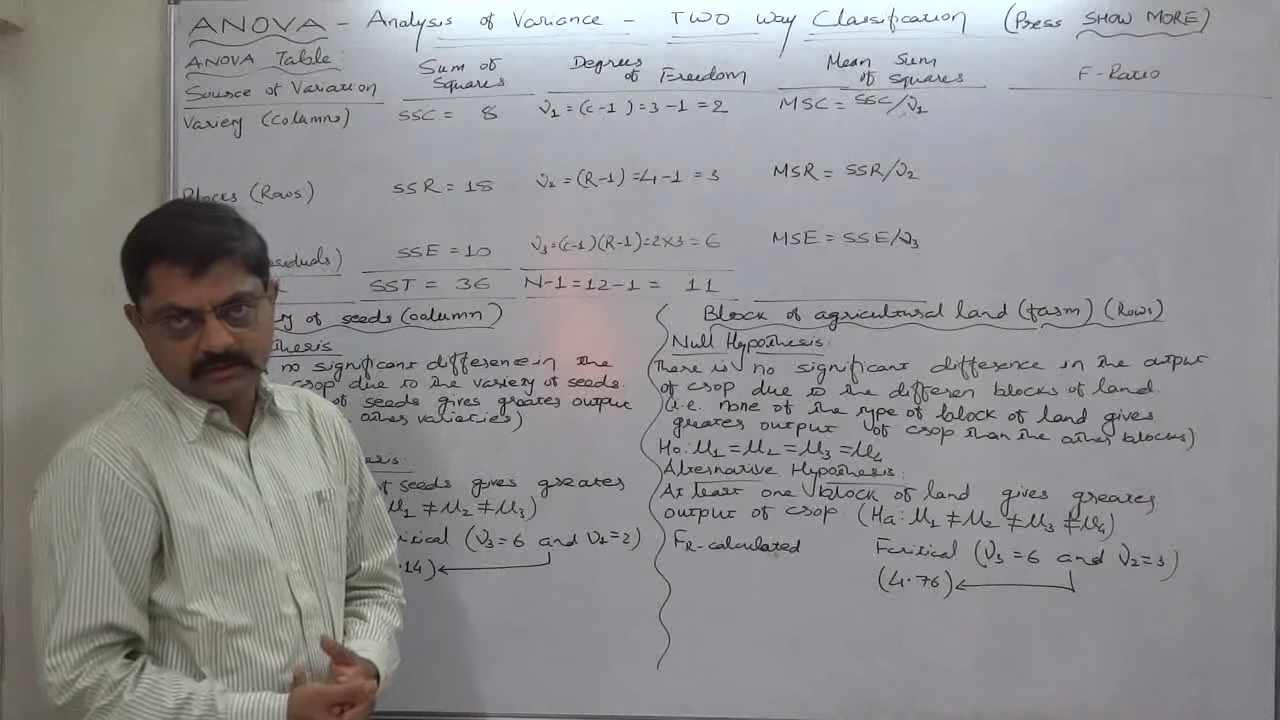 ANOVA - Analysis of Variance - TWO Way Classification (Press SHOW MORE)
ANOVA Table:
Source of Variation Sum of Squares Degrees of Freedom Mean Sum of Squares F-Ratio
Variery (columns) SSC = 8 ν1 = (c-1) = 3-1 = 2 MSC = SSC/ν1
Blocks (Rows) SSR = 18 ν2 = (R-1) = 4-1 = 3 MSR = SSR/ν2
SSE = 10 ν3 = (c-1)(R-1) = 2x3 = 6 MSE = SSE/ν3
SST = 36 N-1 = 12-1 = 11
of seeds (column)
no significant difference in the
crop due to the variety of seeds.
of seeds gives greater output
other varieties)
seeds gives greater
μ1 ≠ μ2 ≠ μ3)
(ν3 = 6 and ν1 = 2)
.14)
Block of agricultural land (farm) (Rows)
Null Hypothesis:
There is no significant difference in the output
of crop due to the differen blocks of land.
(i.e. none of the type of block of land gives
greater output of crop than the other blocks)
Ho: μ1 = μ2 = μ3 = μ4
Alternative Hypothesis:
At least one block of land gives greater
output of crop (Ha: μ1 ≠ μ2 ≠ μ3 ≠ μ4)
FR-calculated Fcritical (ν3 = 6 and ν2 = 3)
(4.76)